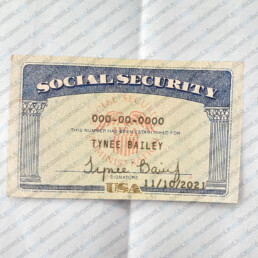 SOCIAL SECURITY
000-00-0000
THIS NUMBER HAS BEEN ESTABLISHED FOR
TYNEE BAILEY
Tynee Bailey
11/10/2021
SIGNATURE
USA